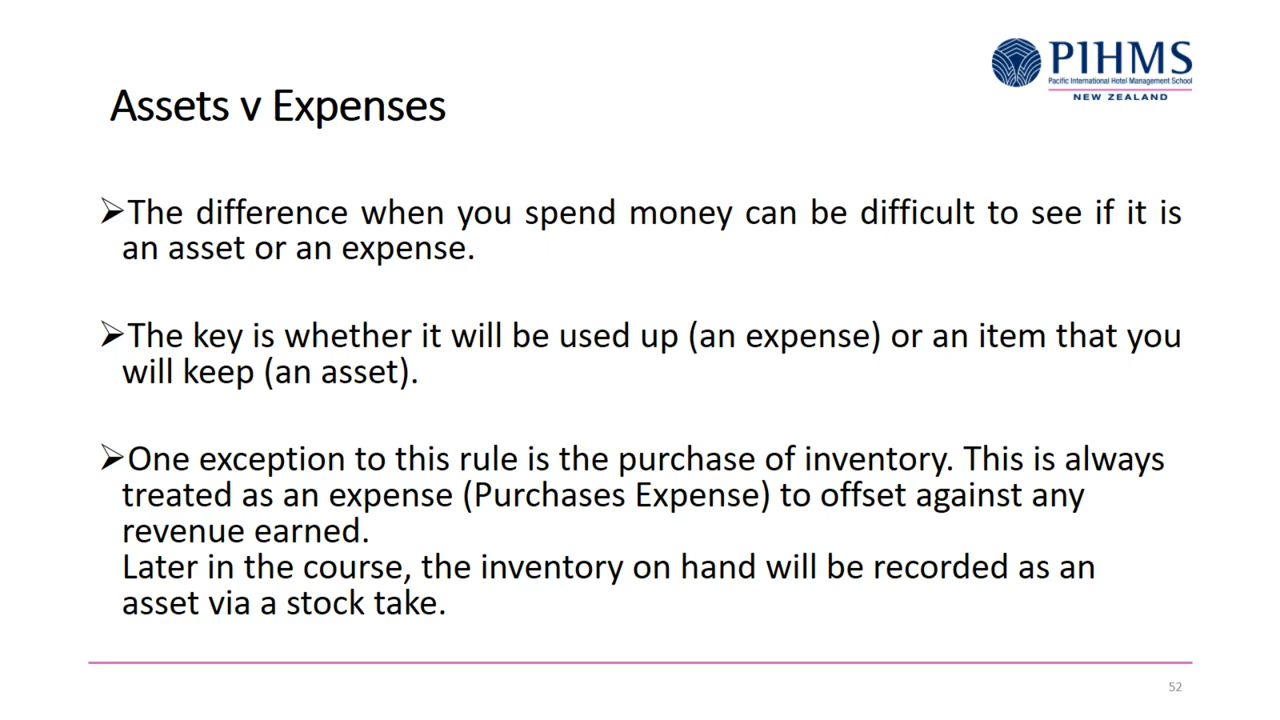 PIHMS
Pacific International Hotel Management School
NEW ZEALAND
Assets v Expenses
➢The difference when you spend money can be difficult to see if it is
an asset or an expense.
➢The key is whether it will be used up (an expense) or an item that you
will keep (an asset).
➢One exception to this rule is the purchase of inventory. This is always
treated as an expense (Purchases Expense) to offset against any
revenue earned.
Later in the course, the inventory on hand will be recorded as an
asset via a stock take.
52